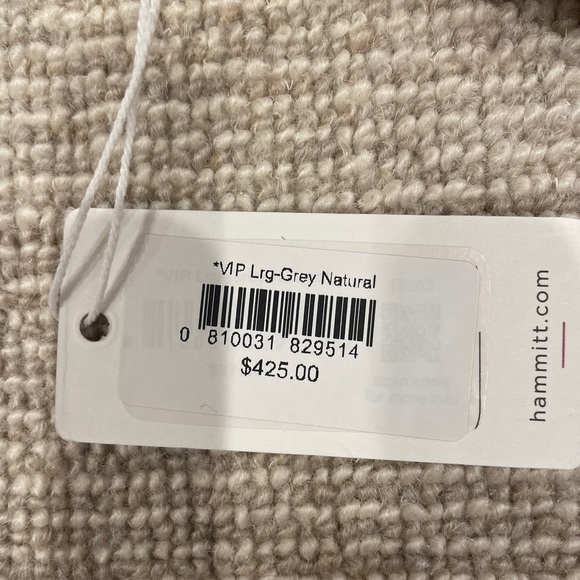 *VIP Lrg-Grey Natural
0 810031 829514
$425.00
hammitt.com